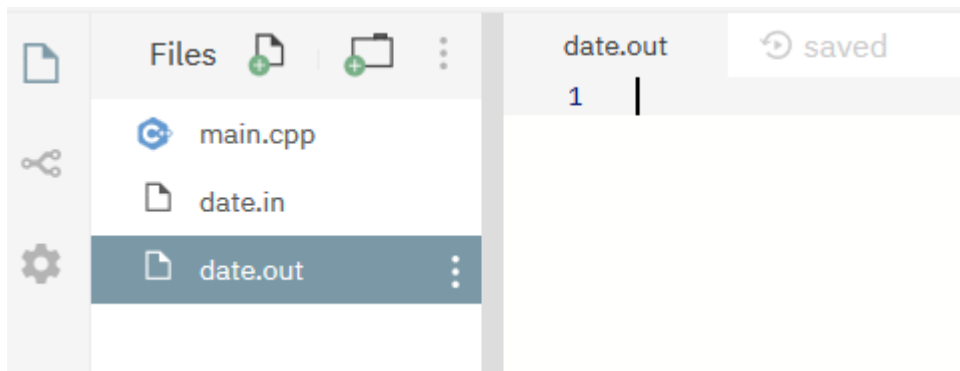 Files
main.cpp
date.in
date.out
date.out saved
1